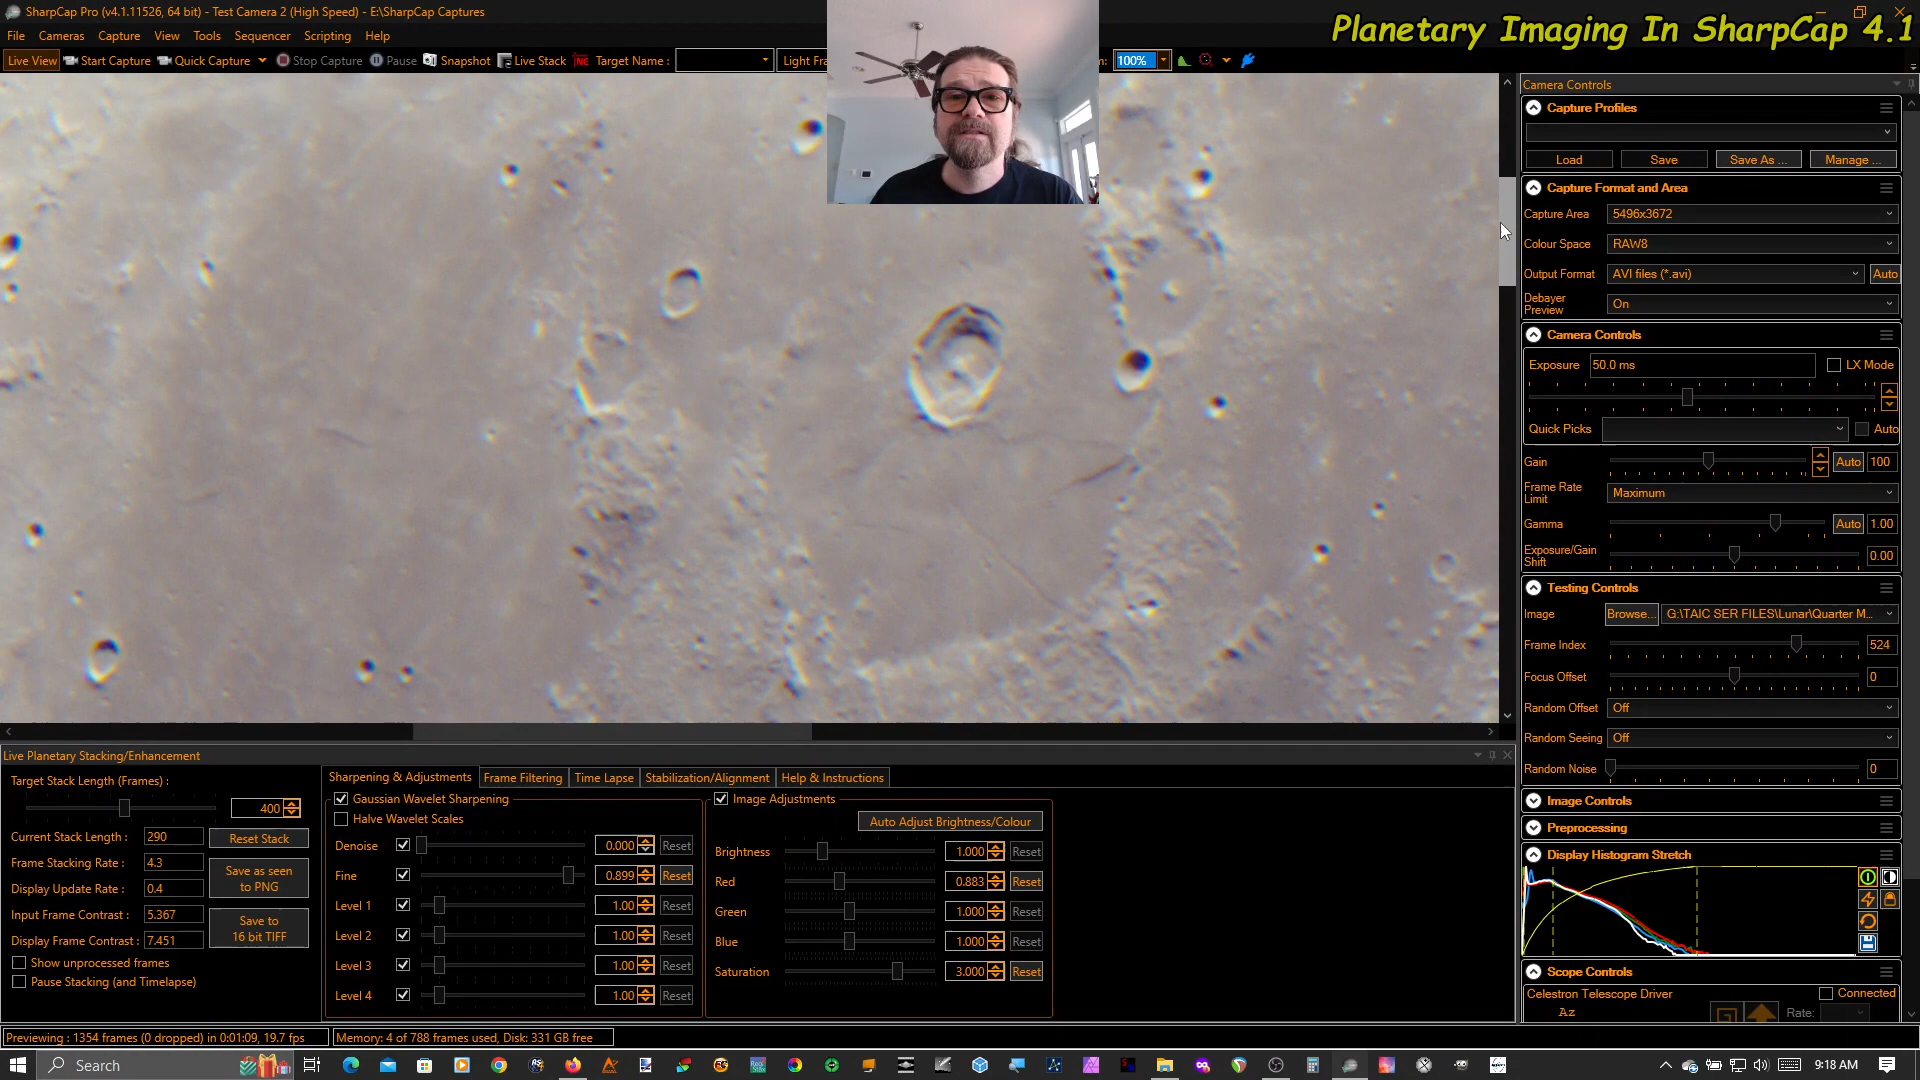 SharpCap Pro (v4.1.11526, 64 bit) - Test Camera 2 (High Speed) - E:\SharpCap Captures
Planetary Imaging In SharpCap 4.1
File Cameras Capture View Tools Sequencer Scripting Help
Live View Start Capture Quick Capture Stop Capture Pause Snapshot Live Stack NC Target Name : Light Fra m: 100%
Camera Controls
Capture Profiles
Load Save Save As ... Manage ...
Capture Format and Area
Capture Area 5496x3672
Colour Space RAW8
Output Format AVI files (*.avi) Auto
Debayer Preview On
Camera Controls
Exposure 50.0 ms LX Mode
Quick Picks Auto
Gain Auto 100
Frame Rate Limit Maximum
Gamma Auto 1.00
Exposure/Gain Shift 0.00
Testing Controls
Image Browse... G:\TAIC SER FILES\Lunar\Quarter M...
Frame Index 524
Focus Offset 0
Random Offset Off
Random Seeing Off
Random Noise 0
Image Controls
Preprocessing
Display Histogram Stretch
Scope Controls
Celestron Telescope Driver Connected
Az Rate:
Live Planetary Stacking/Enhancement
Target Stack Length (Frames) :
400
Current Stack Length : 290 Reset Stack
Frame Stacking Rate : 4.3
Display Update Rate : 0.4
Save as seen to PNG
Input Frame Contrast : 5.367
Display Frame Contrast : 7.451
Save to 16 bit TIFF
Show unprocessed frames
Pause Stacking (and Timelapse)
Sharpening & Adjustments Frame Filtering Time Lapse Stabilization/Alignment Help & Instructions
Gaussian Wavelet Sharpening
Halve Wavelet Scales
Denoise 0.000 Reset
Fine 0.899 Reset
Level 1 1.00 Reset
Level 2 1.00 Reset
Level 3 1.00 Reset
Level 4 1.00 Reset
Image Adjustments
Auto Adjust Brightness/Colour
Brightness 1.000 Reset
Red 0.883 Reset
Green 1.000 Reset
Blue 1.000 Reset
Saturation 3.000 Reset
Previewing : 1354 frames (0 dropped) in 0:01:09, 19.7 fps Memory: 4 of 788 frames used, Disk: 331 GB free
Search
9:18 AM